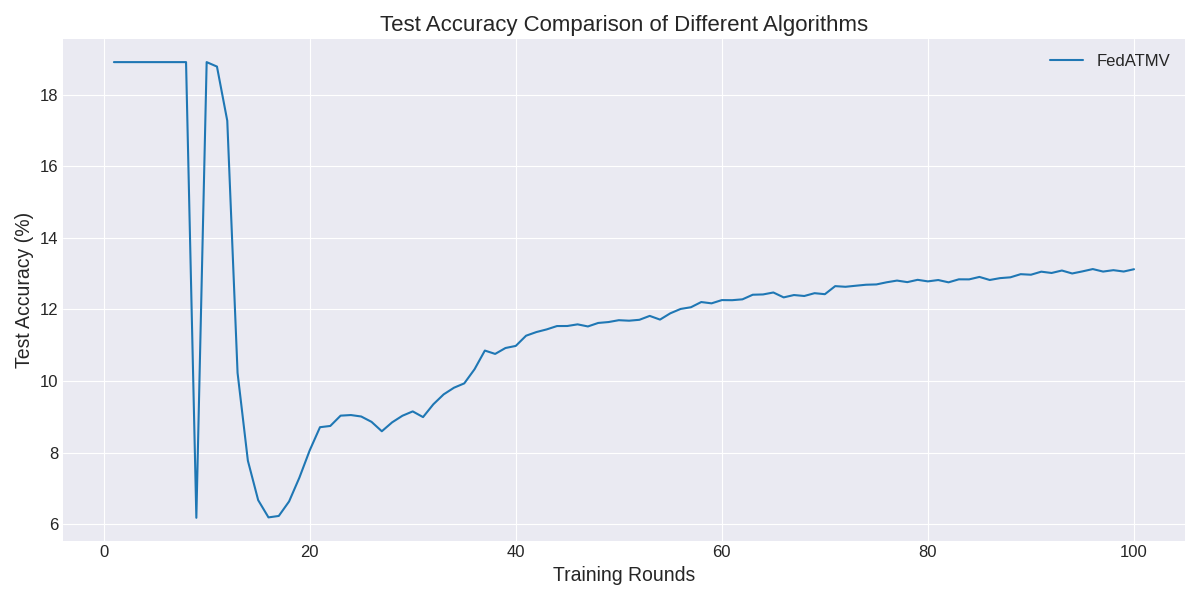 Test Accuracy Comparison of Different Algorithms
FedATMV
18
16
14
12
10
8
6
Test Accuracy (%)
0 20 40 60 80 100
Training Rounds